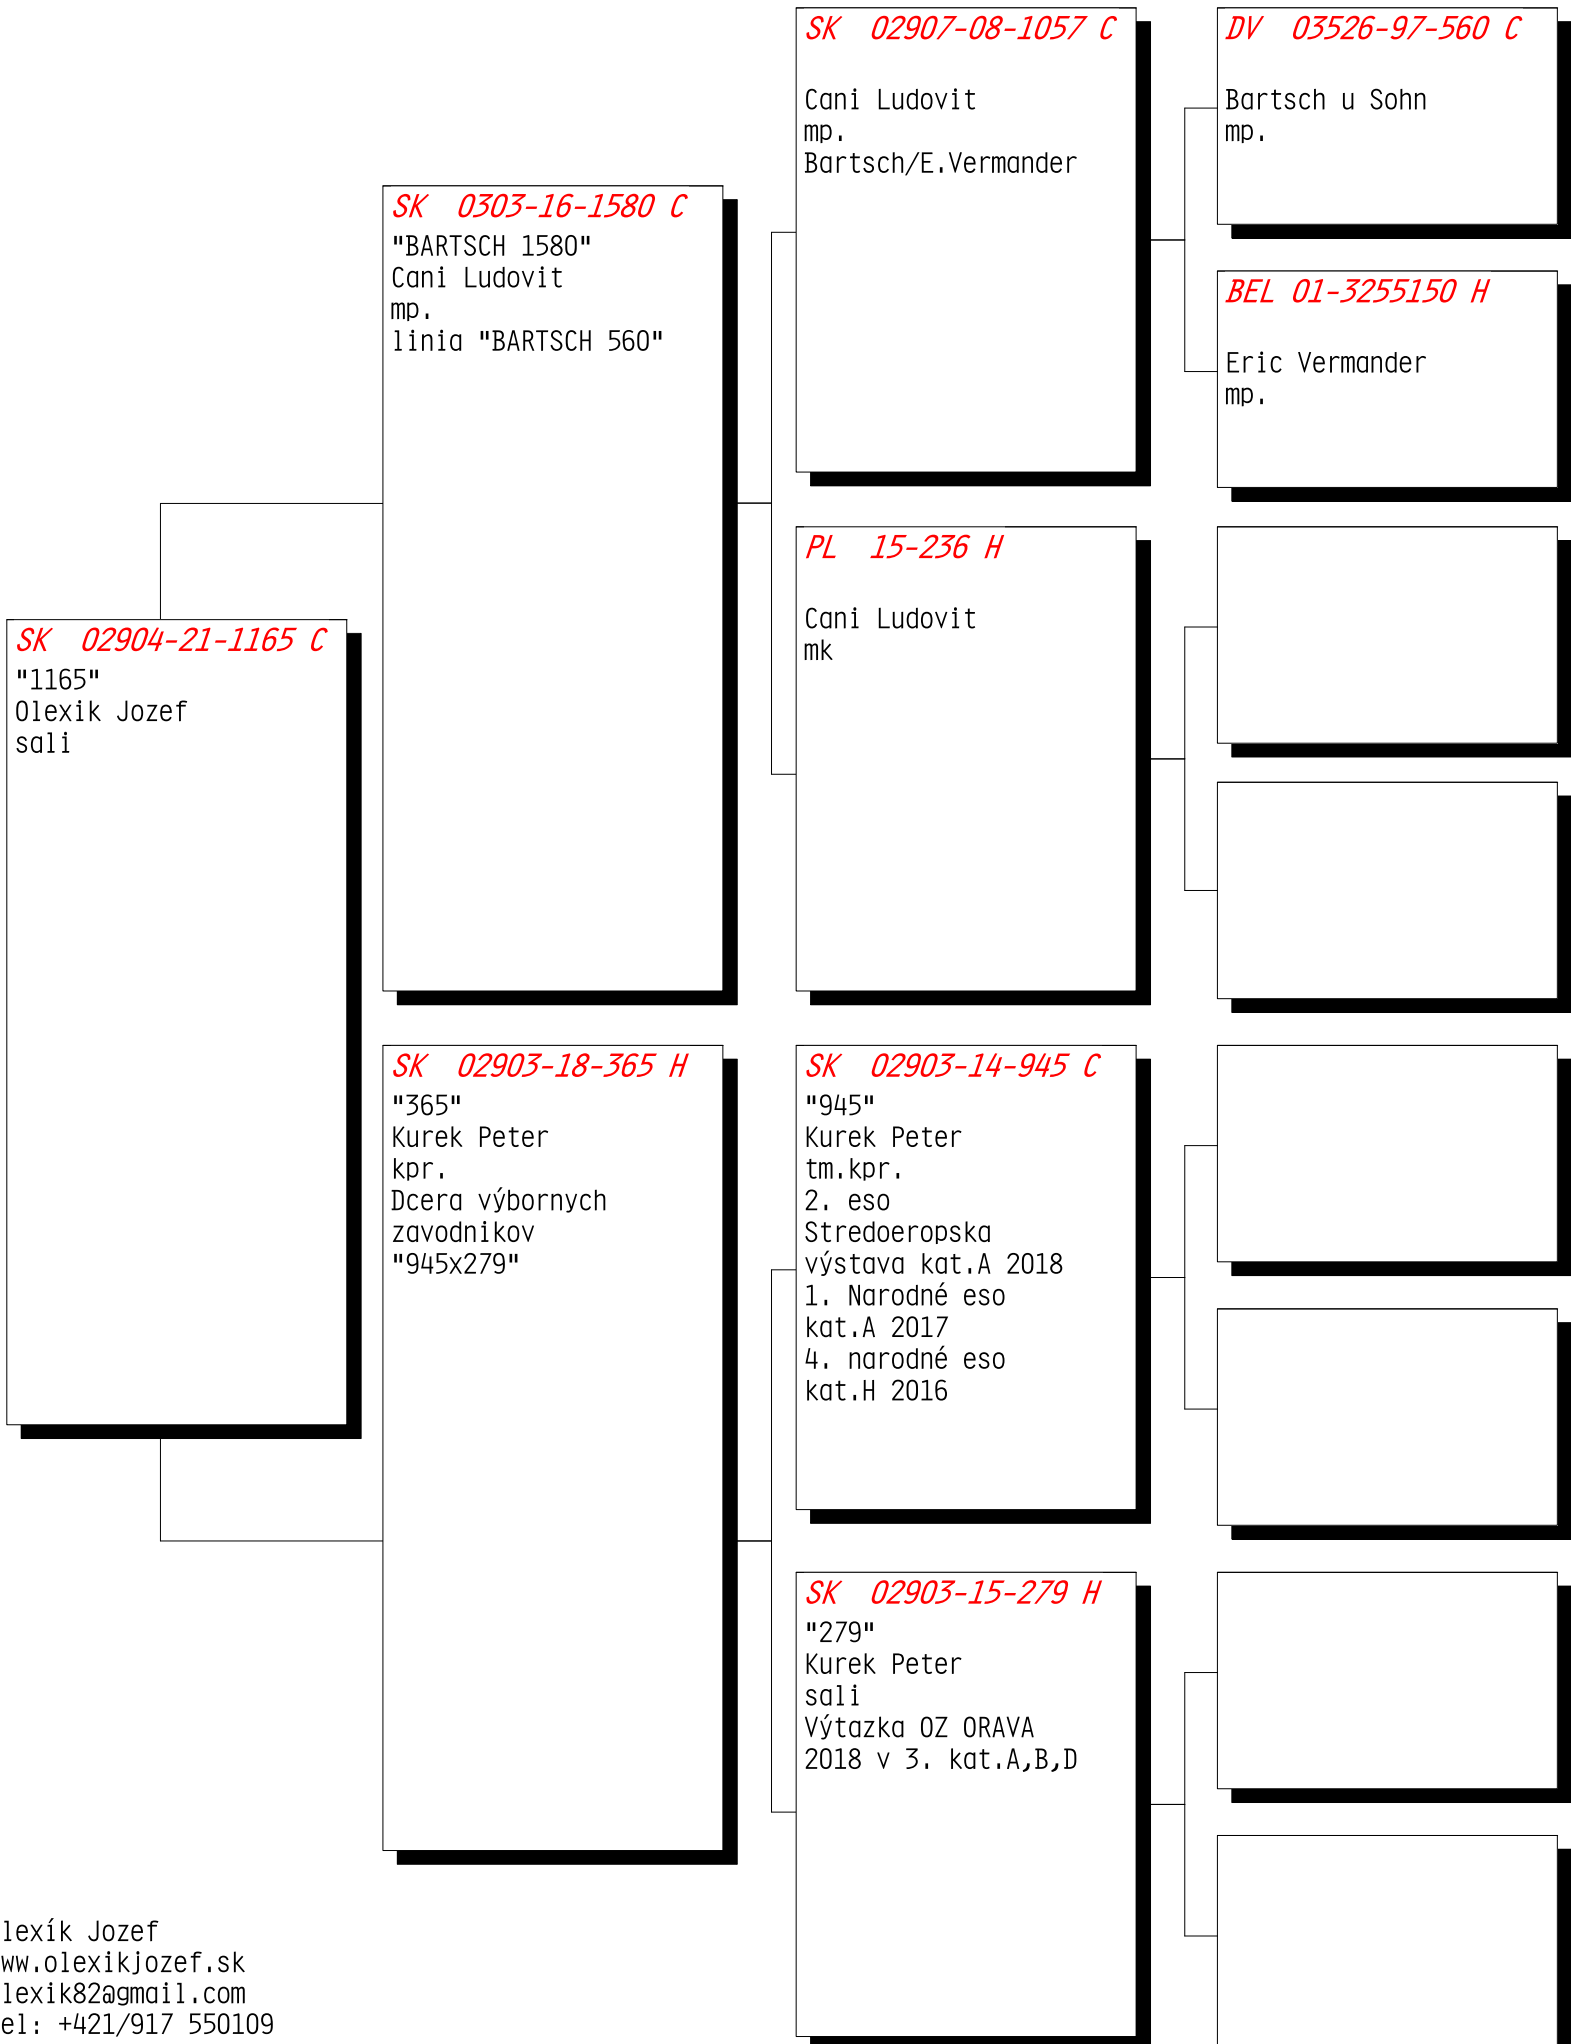 SK 02907-08-1057 C
Cani Ludovit
mp.
Bartsch/E.Vermander
DV 03526-97-560 C
Bartsch u Sohn
mp.
SK 0303-16-1580 C
"BARTSCH 1580"
Cani Ludovit
mp.
linia "BARTSCH 560"
BEL 01-3255150 H
Eric Vermander
mp.
PL 15-236 H
Cani Ludovit
mk
SK 02904-21-1165 C
"1165"
Olexik Jozef
sali
SK 02903-18-365 H
"365"
Kurek Peter
kpr.
Dcera výbornych
zavodnikov
"945x279"
SK 02903-14-945 C
"945"
Kurek Peter
tm.kpr.
2. eso
Stredoeropska
výstava kat.A 2018
1. Narodné eso
kat.A 2017
4. narodné eso
kat.H 2016
SK 02903-15-279 H
"279"
Kurek Peter
sali
Výtazka OZ ORAVA
2018 v 3. kat.A,B,D
lexík Jozef
ww.olexikjozef.sk
lexik82@gmail.com
el: +421/917 550109